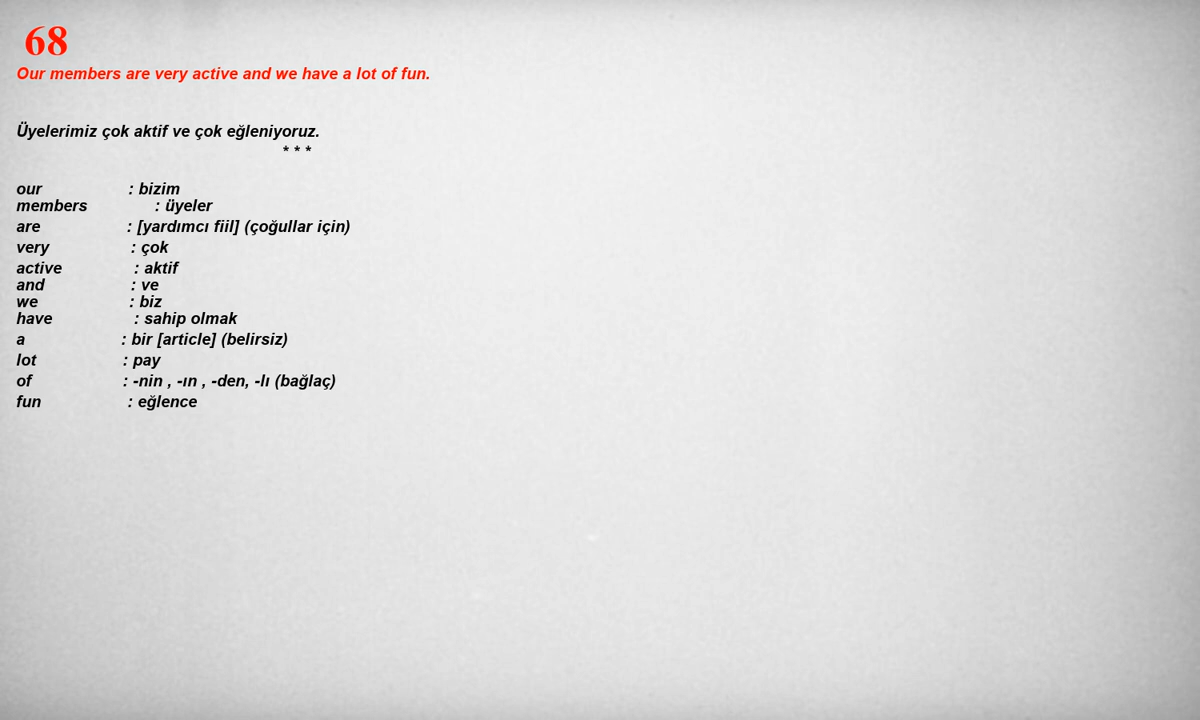 68
Our members are very active and we have a lot of fun.
Üyelerimiz çok aktif ve çok eğleniyoruz.
* * *
our : bizim
members : üyeler
are : [yardımcı fiil] (çoğullar için)
very : çok
active : aktif
and : ve
we : biz
have : sahip olmak
a : bir [article] (belirsiz)
lot : pay
of : -nin , -ın , -den, -lı (bağlaç)
fun : eğlence